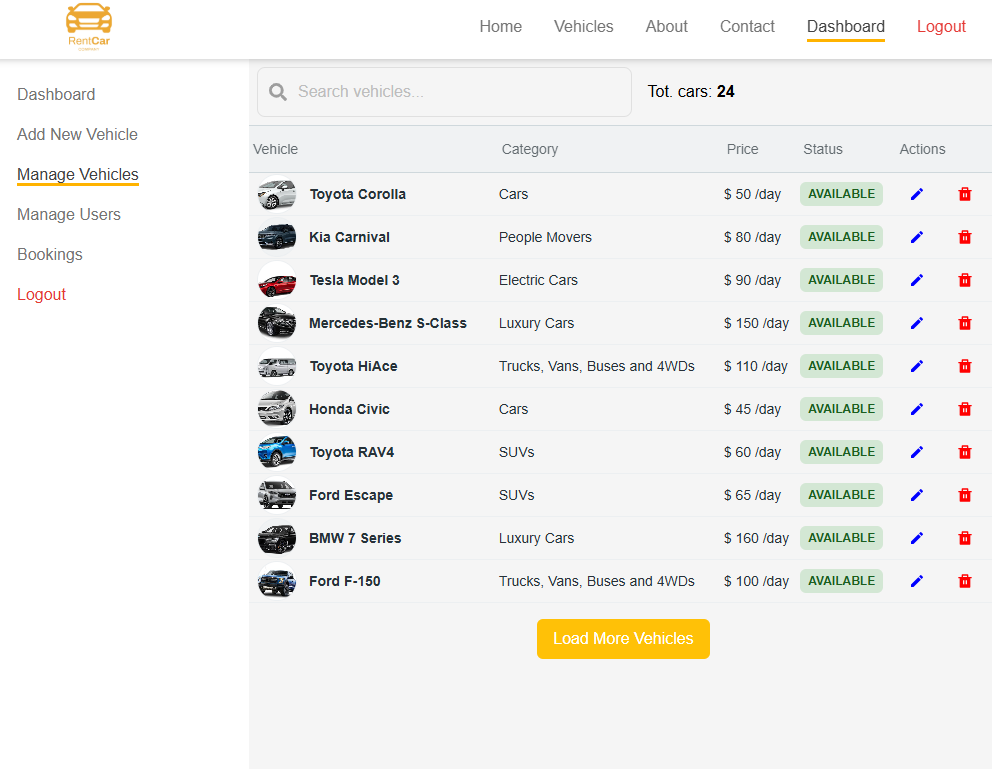 RentCar
Home Vehicles About Contact Dashboard Logout
Dashboard
Add New Vehicle
Manage Vehicles
Manage Users
Bookings
Logout
Search vehicles...
Tot. cars: 24
Vehicle Category Price Status Actions
Toyota Corolla Cars $ 50 /day AVAILABLE
Kia Carnival People Movers $ 80 /day AVAILABLE
Tesla Model 3 Electric Cars $ 90 /day AVAILABLE
Mercedes-Benz S-Class Luxury Cars $ 150 /day AVAILABLE
Toyota HiAce Trucks, Vans, Buses and 4WDs $ 110 /day AVAILABLE
Honda Civic Cars $ 45 /day AVAILABLE
Toyota RAV4 SUVs $ 60 /day AVAILABLE
Ford Escape SUVs $ 65 /day AVAILABLE
BMW 7 Series Luxury Cars $ 160 /day AVAILABLE
Ford F-150 Trucks, Vans, Buses and 4WDs $ 100 /day AVAILABLE
Load More Vehicles